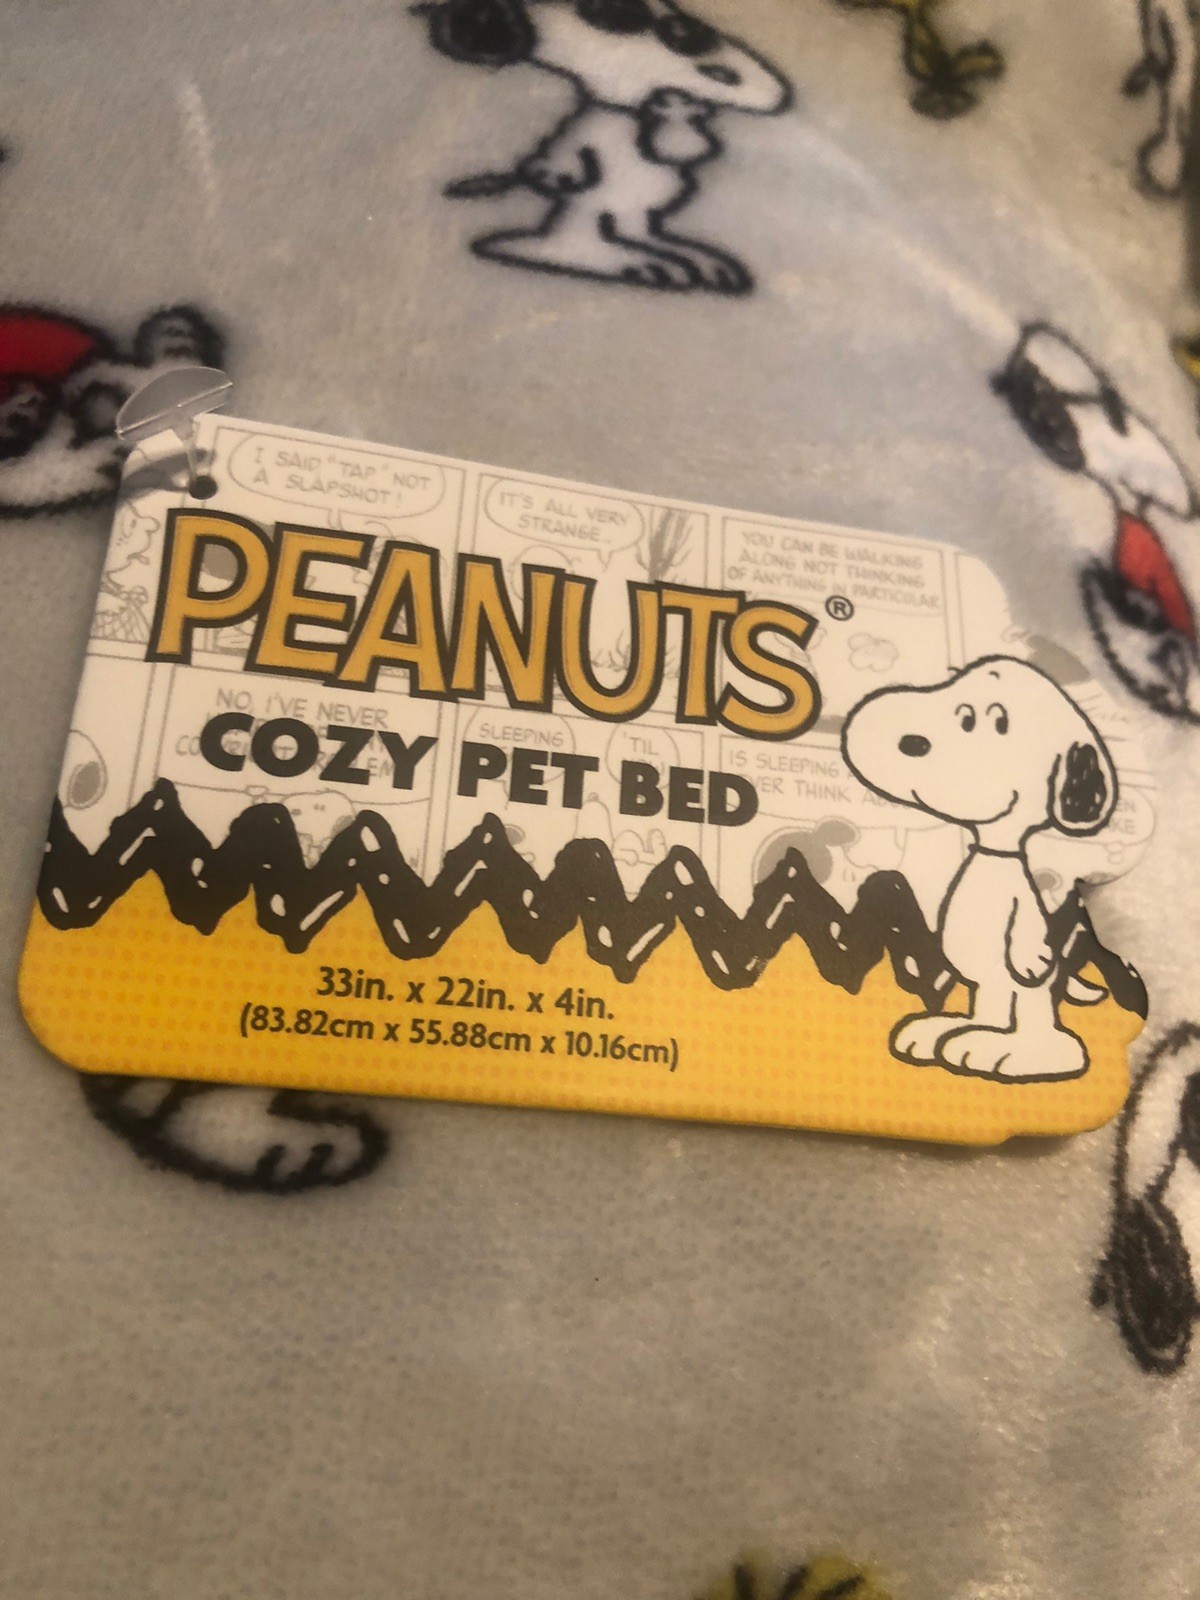 I SAID "TAP" NOT
A SLAPSHOT!
IT'S ALL VERY
STRANGE..
YOU CAN BE WALKING
ALONG NOT THINKING
OF ANYTHING IN PARTICULAR
PEANUTS®
NO, I'VE NEVER
COZY PET BED
SLEEPING
'TIL
IS SLEEPING
THINK
33in. x 22in. x 4in.
(83.82cm x 55.88cm x 10.16cm)